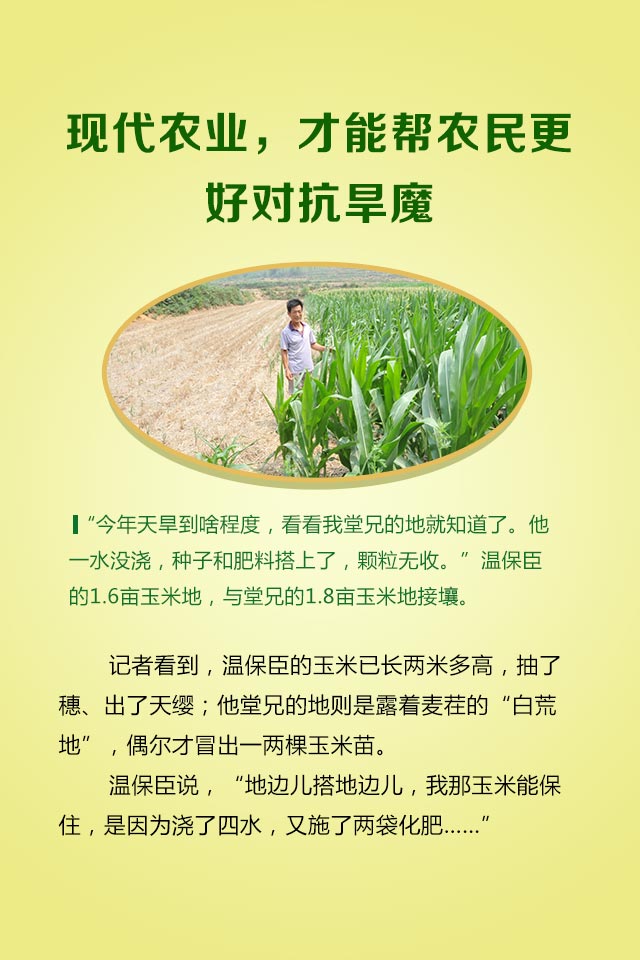 现代农业，才能帮农民更
好对抗旱魔
“今年天旱到啥程度，看看我堂兄的地就知道了。他
一水没浇，种子和肥料搭上了，颗粒无收。”温保臣
的1.6亩玉米地，与堂兄的1.8亩玉米地接壤。
记者看到，温保臣的玉米已长两米多高，抽了
穗、出了天缨；他堂兄的地则是露着麦茬的“白荒
地”，偶尔才冒出一两棵玉米苗。
温保臣说，“地边儿搭地边儿，我那玉米能保
住，是因为浇了四水，又施了两袋化肥……”